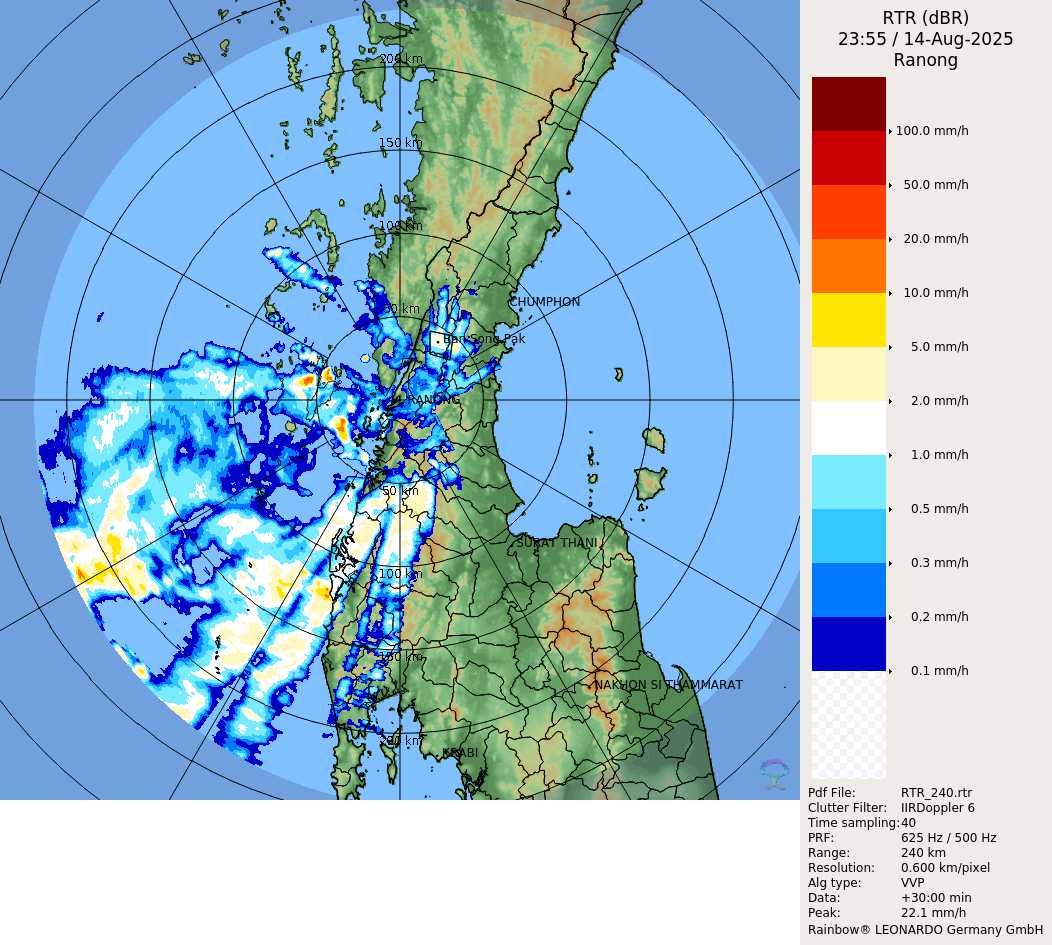 RTR (dBR)
23:55 / 14-Aug-2025
Ranong
100.0 mm/h
50.0 mm/h
20.0 mm/h
10.0 mm/h
5.0 mm/h
2.0 mm/h
1.0 mm/h
0.5 mm/h
0.3 mm/h
0.2 mm/h
0.1 mm/h
200 km
150 km
100 km
50 km
CHUMPHON
Ban Song Pak
RANONG
50 km
SURAT THANI
100 km
150 km
NAKHON SI THAMMARAT
200 km
KRABI
Pdf File: RTR_240.rtr
Clutter Filter: IIRDoppler 6
Time sampling: 40
PRF: 625 Hz / 500 Hz
Range: 240 km
Resolution: 0.600 km/pixel
Alg type: VVP
Data: +30:00 min
Peak: 22.1 mm/h
Rainbow® LEONARDO Germany GmbH